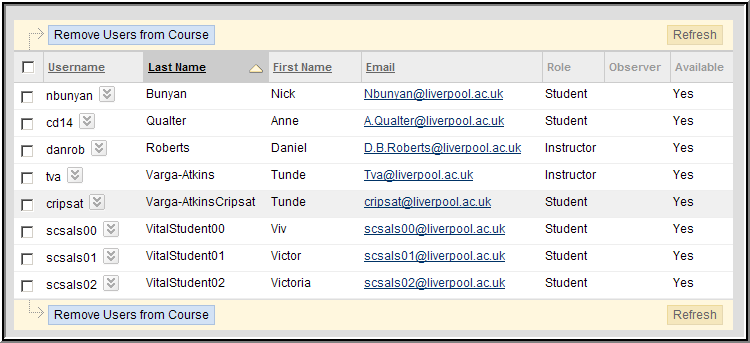 Remove Users from Course Refresh
Username Last Name First Name Email Role Observer Available
nbunyan Bunyan Nick Nbunyan@liverpool.ac.uk Student Yes
cd14 Qualter Anne A.Qualter@liverpool.ac.uk Student Yes
danrob Roberts Daniel D.B.Roberts@liverpool.ac.uk Instructor Yes
tva Varga-Atkins Tunde Tva@liverpool.ac.uk Instructor Yes
cripsat Varga-AtkinsCripsat Tunde cripsat@liverpool.ac.uk Student Yes
scsals00 VitalStudent00 Viv scsals00@liverpool.ac.uk Student Yes
scsals01 VitalStudent01 Victor scsals01@liverpool.ac.uk Student Yes
scsals02 VitalStudent02 Victoria scsals02@liverpool.ac.uk Student Yes
Remove Users from Course Refresh